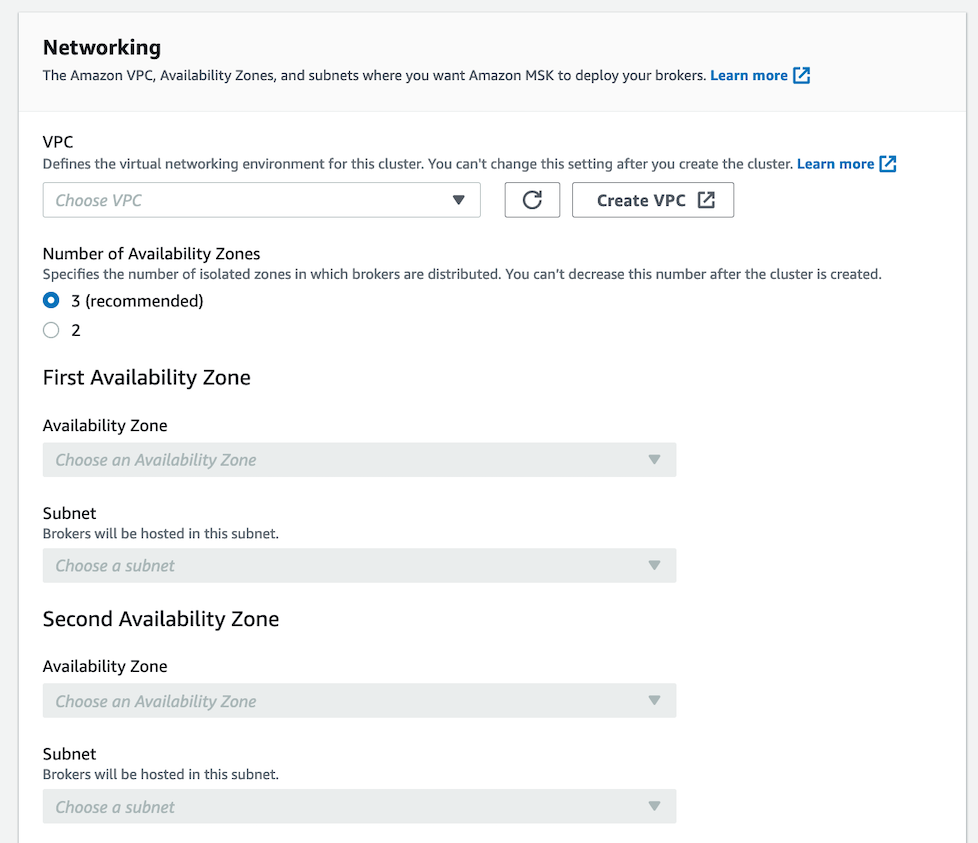 Networking
The Amazon VPC, Availability Zones, and subnets where you want Amazon MSK to deploy your brokers. Learn more
VPC
Defines the virtual networking environment for this cluster. You can't change this setting after you create the cluster. Learn more
Choose VPC
Create VPC
Number of Availability Zones
Specifies the number of isolated zones in which brokers are distributed. You can't decrease this number after the cluster is created.
3 (recommended)
2
First Availability Zone
Availability Zone
Choose an Availability Zone
Subnet
Brokers will be hosted in this subnet.
Choose a subnet
Second Availability Zone
Availability Zone
Choose an Availability Zone
Subnet
Brokers will be hosted in this subnet.
Choose a subnet